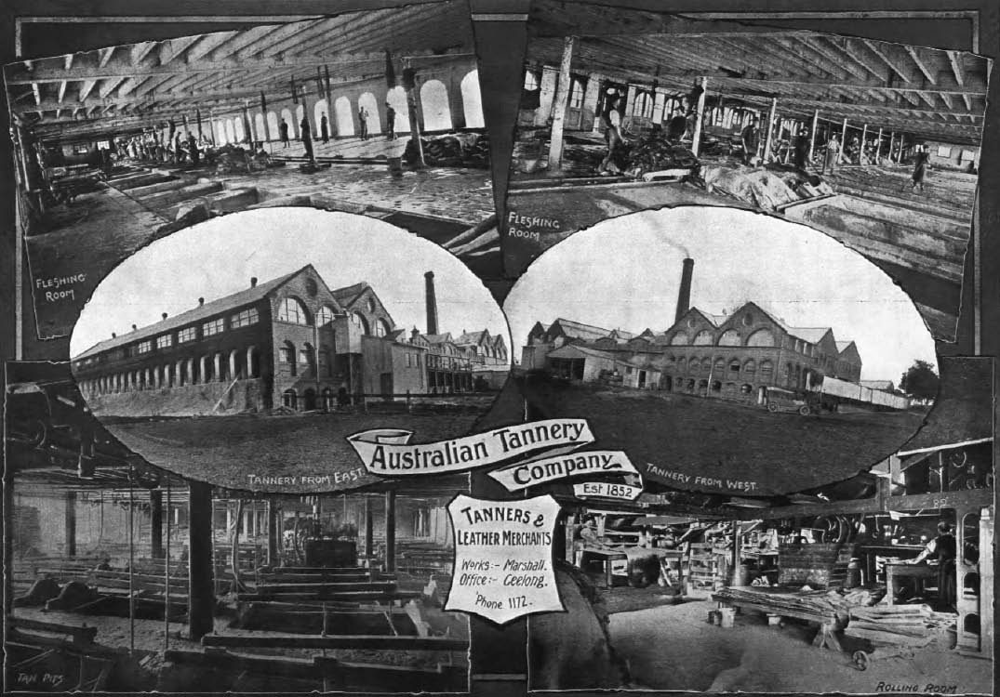 FLESHING
ROOM
FLESHING
ROOM
TANNERY FROM EAST.
TANNERY FROM WEST.
Australian Tannery
Company
Est 1852
TANNERS &
LEATHER MERCHANTS
Works:- Marshall.
Office:- Geelong.
'Phone 1172.
TAN PITS
ROLLING ROOM